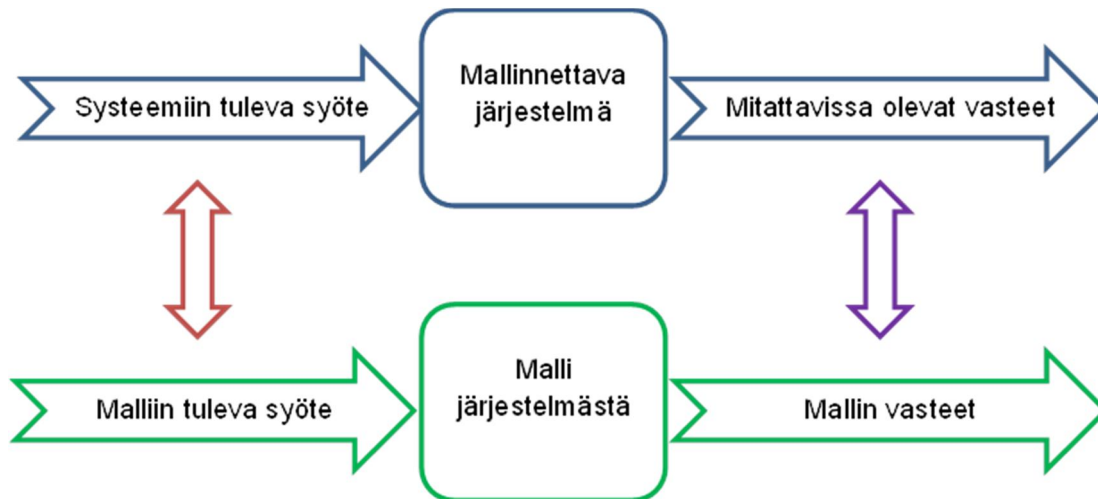 Systeemiin tuleva syöte
Mallinnettava
järjestelmä
Mitattavissa olevat vasteet
Malliin tuleva syöte
Malli
järjestelmästä
Mallin vasteet